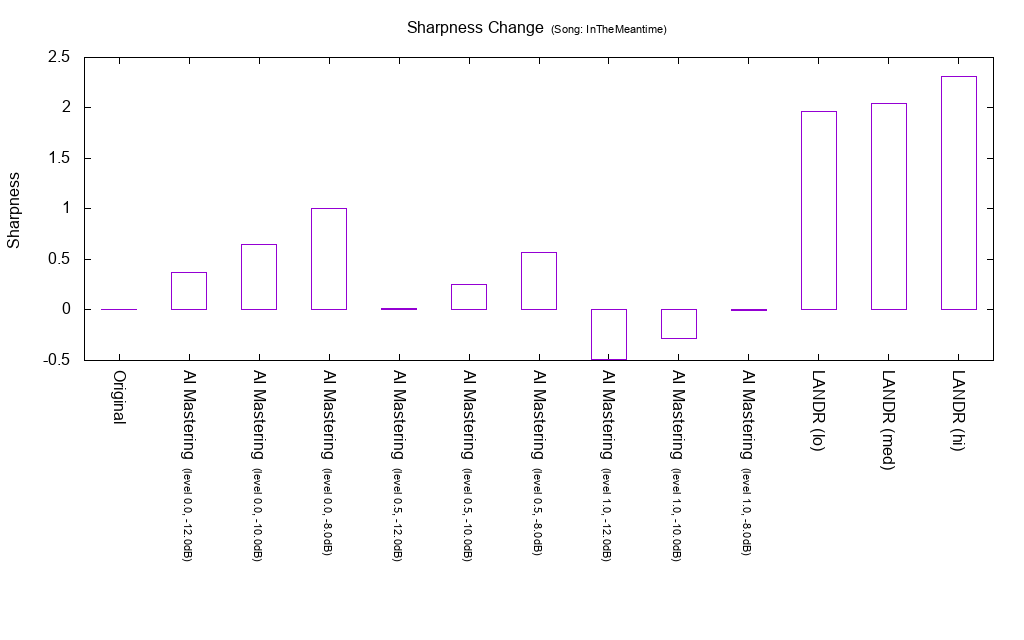 Sharpness Change (Song: InTheMeantime)
2.5
2
1.5
1
0.5
0
-0.5
Sharpness
Original
AI Mastering (level 0.0, -12.0dB)
AI Mastering (level 0.0, -10.0dB)
AI Mastering (level 0.0, -8.0dB)
AI Mastering (level 0.5, -12.0dB)
AI Mastering (level 0.5, -10.0dB)
AI Mastering (level 0.5, -8.0dB)
AI Mastering (level 1.0, -12.0dB)
AI Mastering (level 1.0, -10.0dB)
AI Mastering (level 1.0, -8.0dB)
LANDR (lo)
LANDR (med)
LANDR (hi)